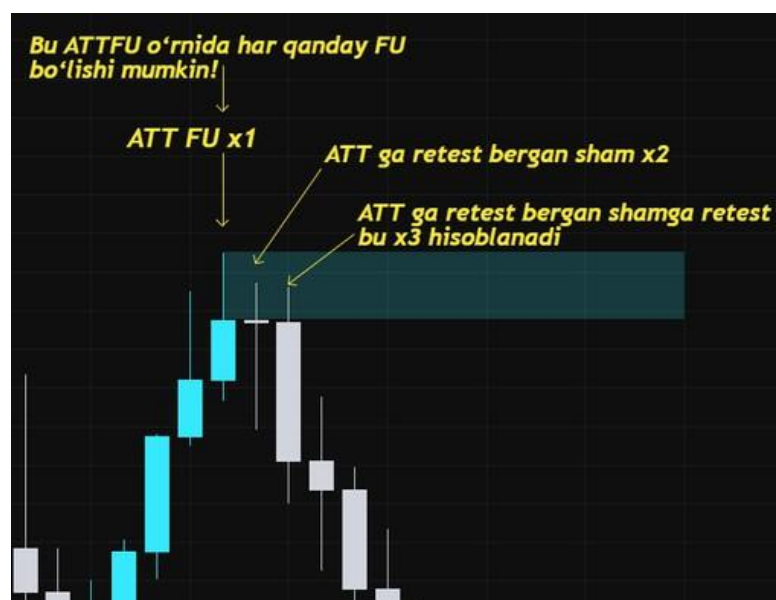 Bu ATTFU o‘rnida har qanday FU
bo‘lishi mumkin!
ATT FU x1
ATT ga retest bergan sham x2
ATT ga retest bergan shamga retest
bu x3 hisoblanadi